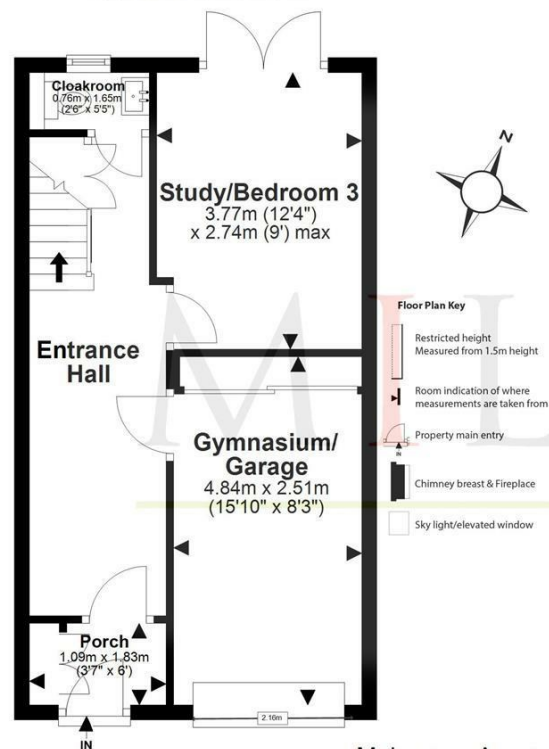 Cloakroom
0.76m x 1.65m
(2'6" x 5'5")
Study/Bedroom 3
3.77m (12'4")
x 2.74m (9') max
N
Entrance
Hall
Gymnasium/
Garage
4.84m x 2.51m
(15'10" x 8'3")
Porch
1.09m x 1.83m
(3'7" x 6')
2.16m
IN
Floor Plan Key
Restricted height
Measured from 1.5m height
Room indication of where
measurements are taken from
Property main entry
IN
Chimney breast & Fireplace
Sky light/elevated window
MIL